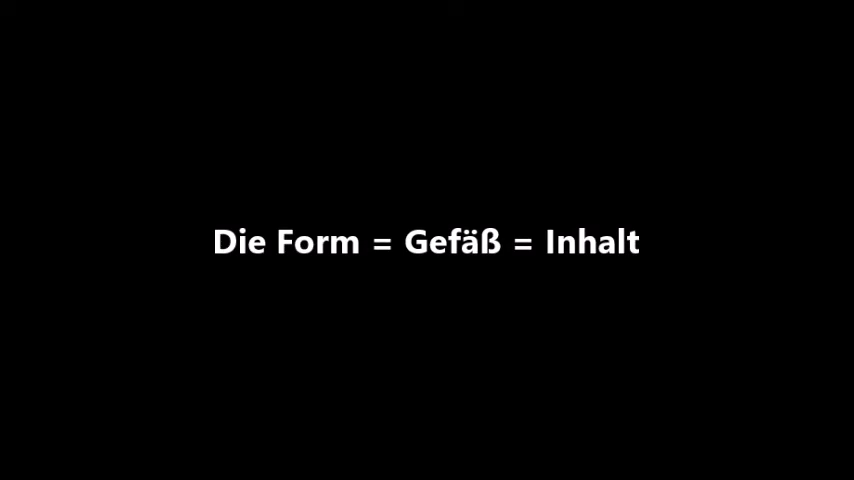 Die Form = Gefäß = Inhalt